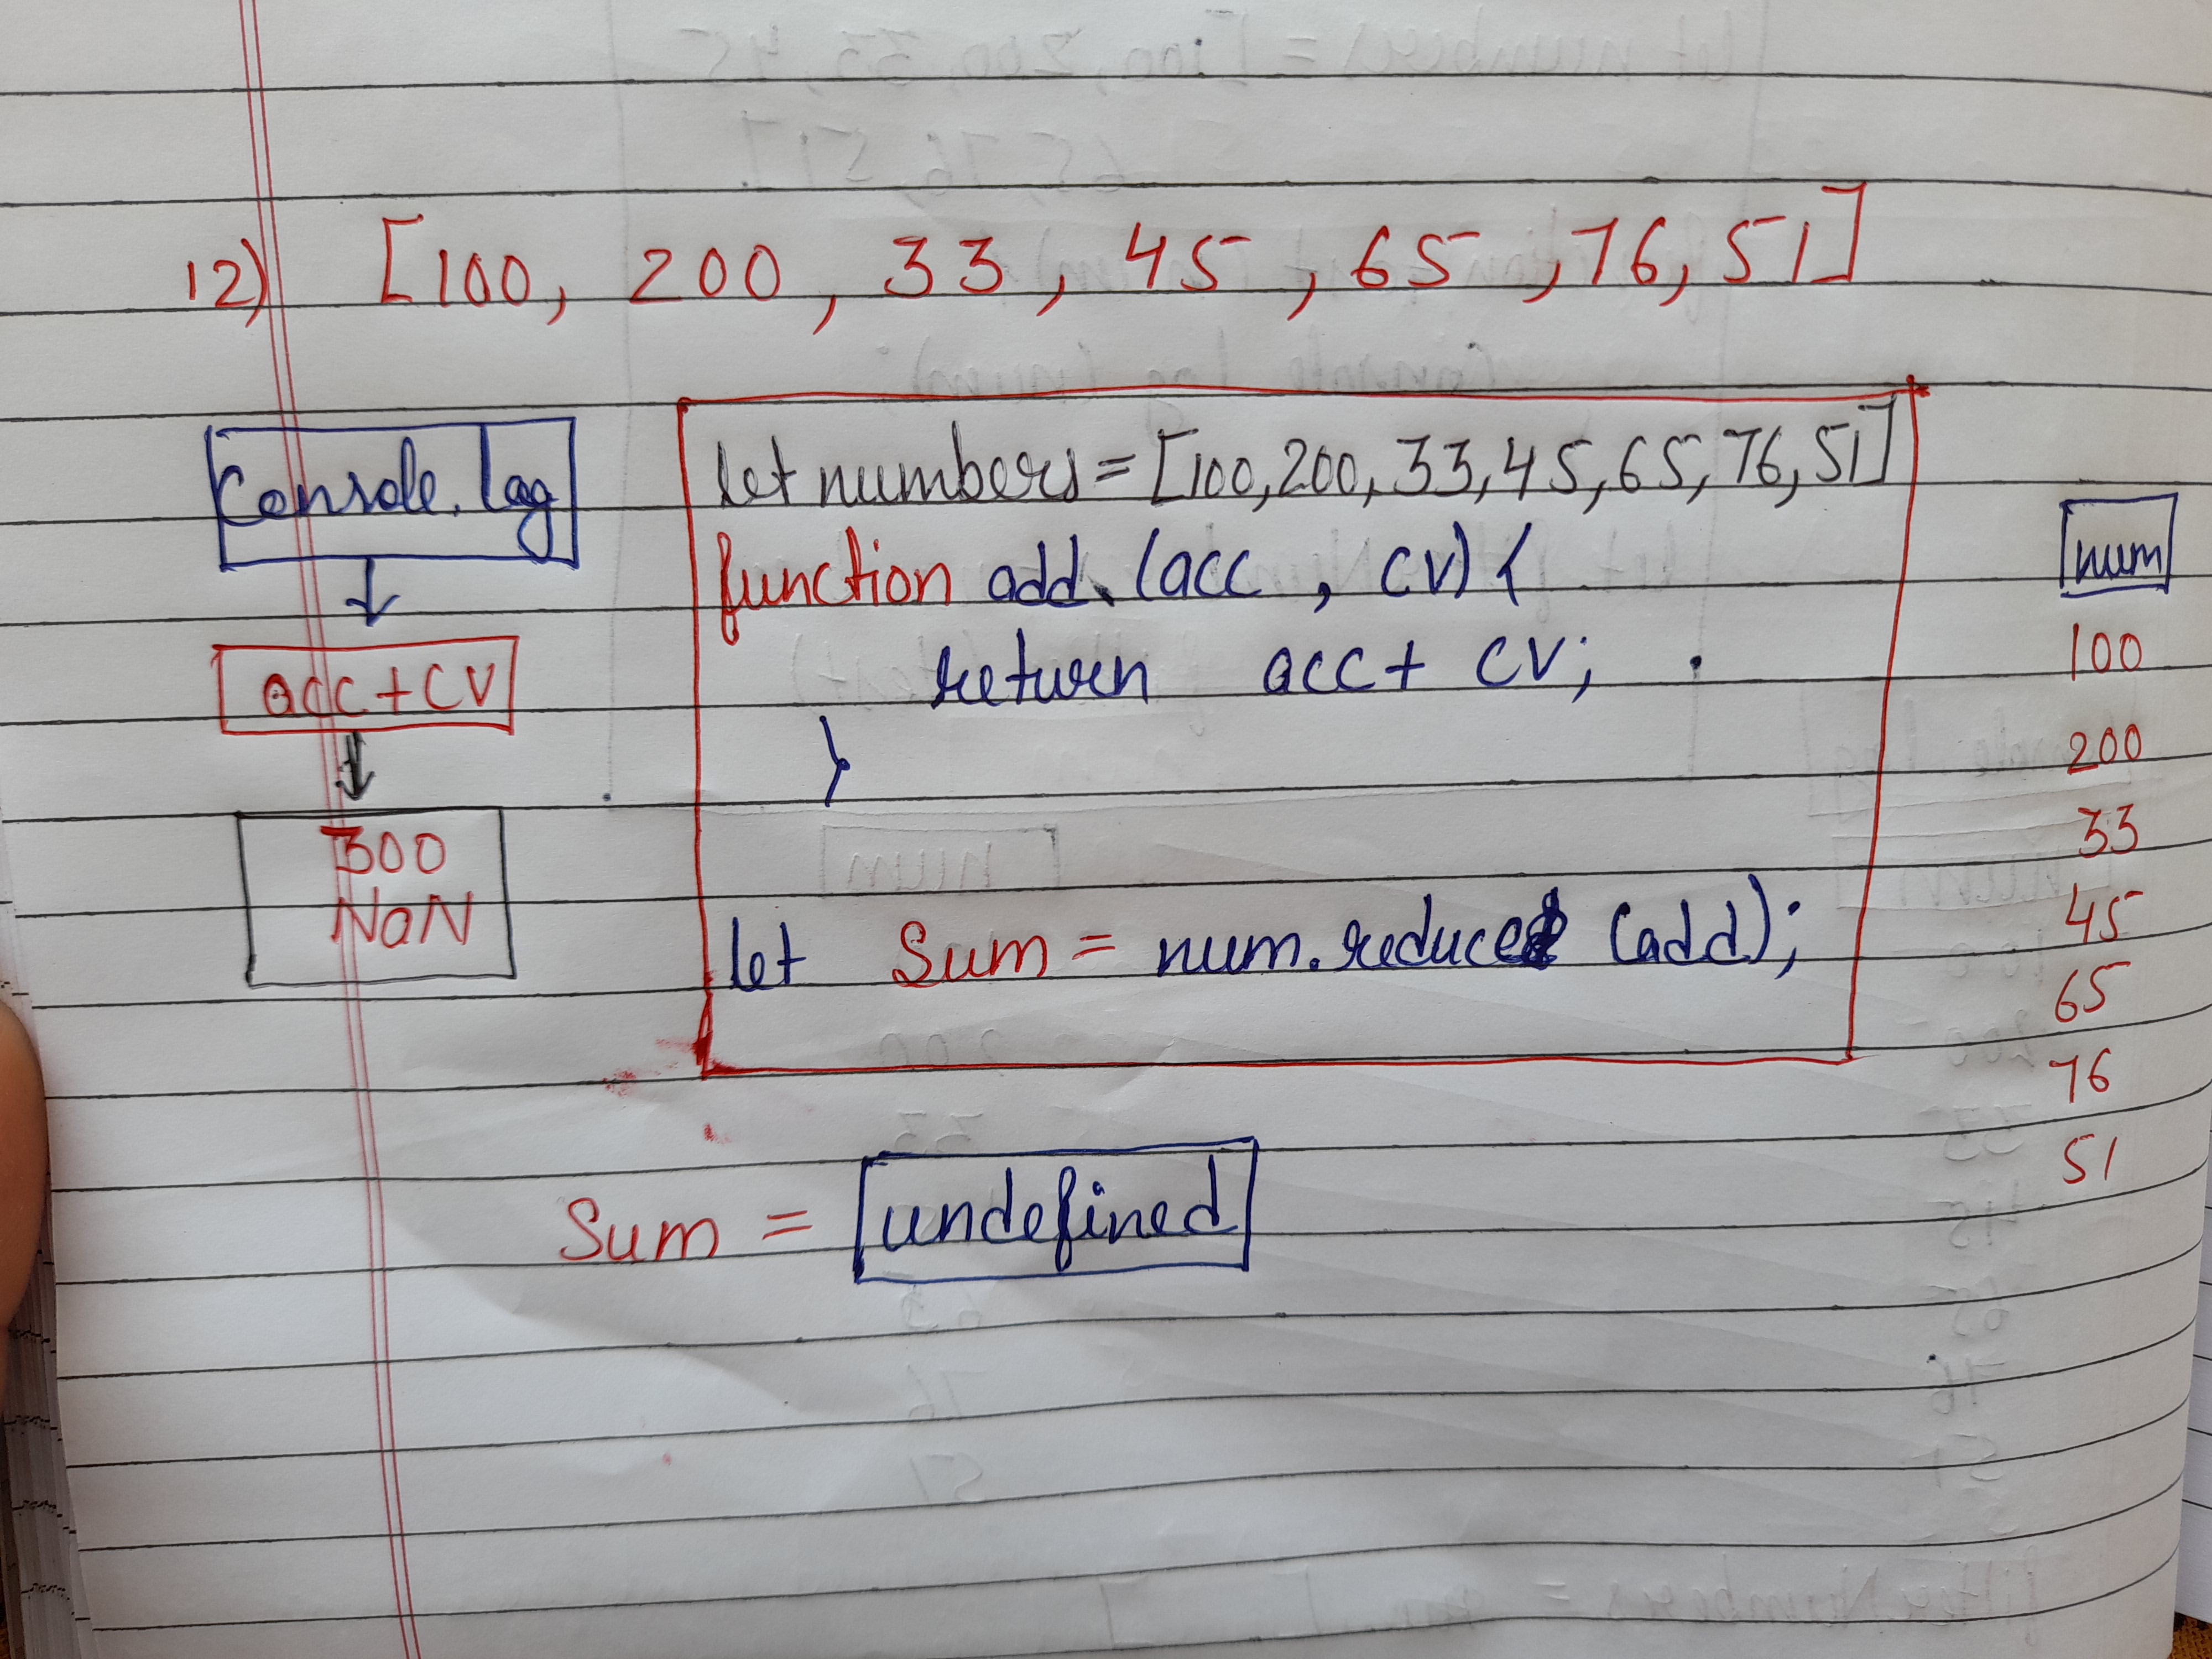 12) [100, 200, 33, 45, 65, 76, 51]
Console.log
acc+cv
300
NaN
let numbers = [100,200,33,45,65,76,51]
function add (acc, cv) {
return acc + cv;
}
let Sum = num.reduce (add);
Sum = undefined
num
100
200
33
45
65
76
51